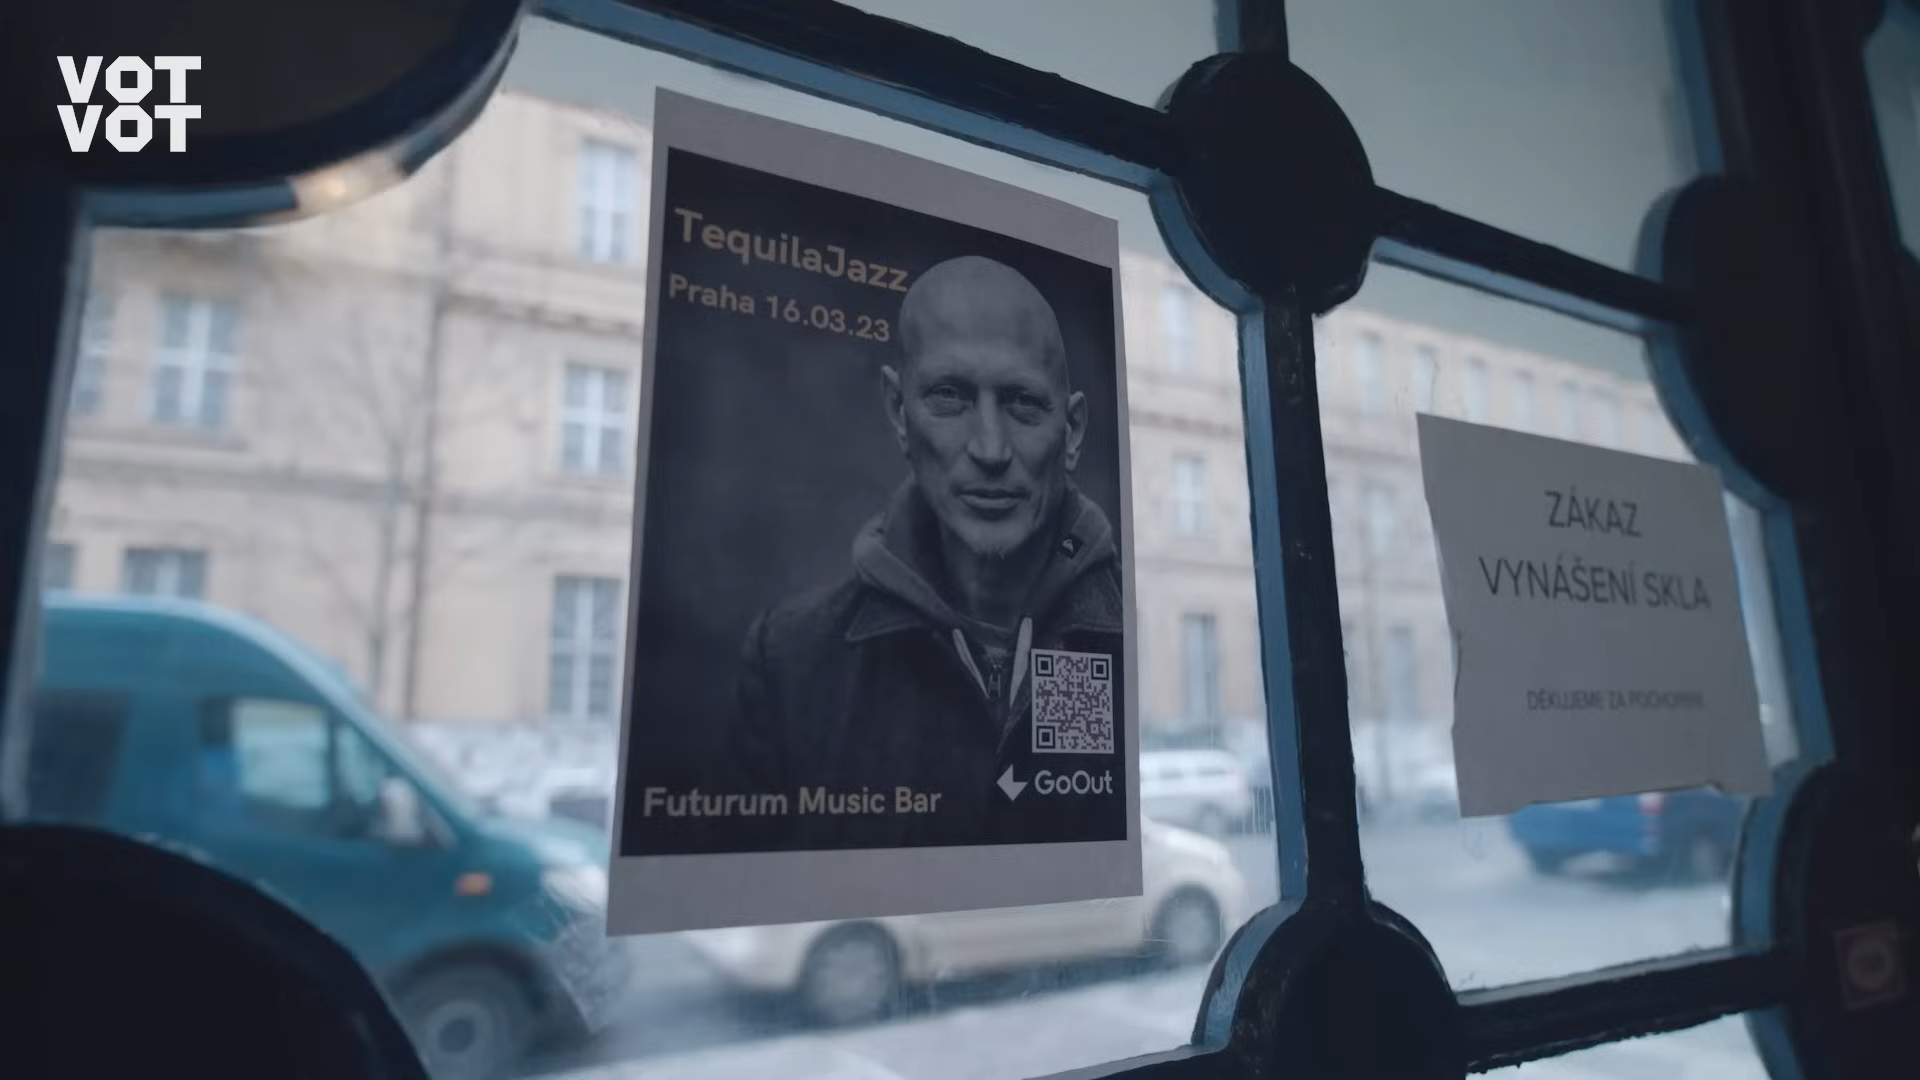 VOT
VOT
TequilaJazz
Praha 16.03.23
Futurum Music Bar
GoOut
ZÁKAZ
VYNÁŠENÍ SKLA
DĚKUJEME ZA POCHOPENÍ